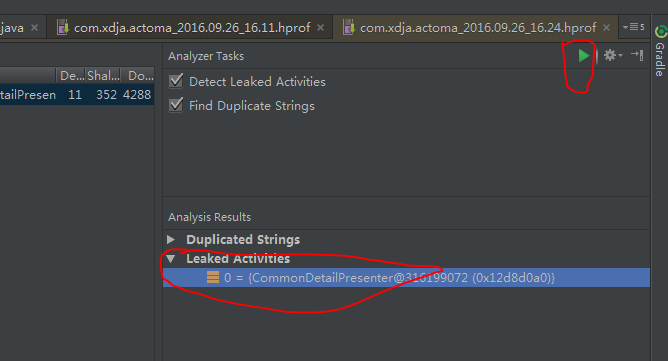 java com.xdja.actoma_2016.09.26_16.11.hprof com.xdja.actoma_2016.09.26_16.24.hprof 5
Analyzer Tasks
De... Shal... Do...
Detect Leaked Activities
tailPresen 11 352 4288
Find Duplicate Strings
Gradle
Analysis Results
Duplicated Strings
Leaked Activities
0 = {CommonDetailPresenter@316199072 (0x12d8d0a0)}